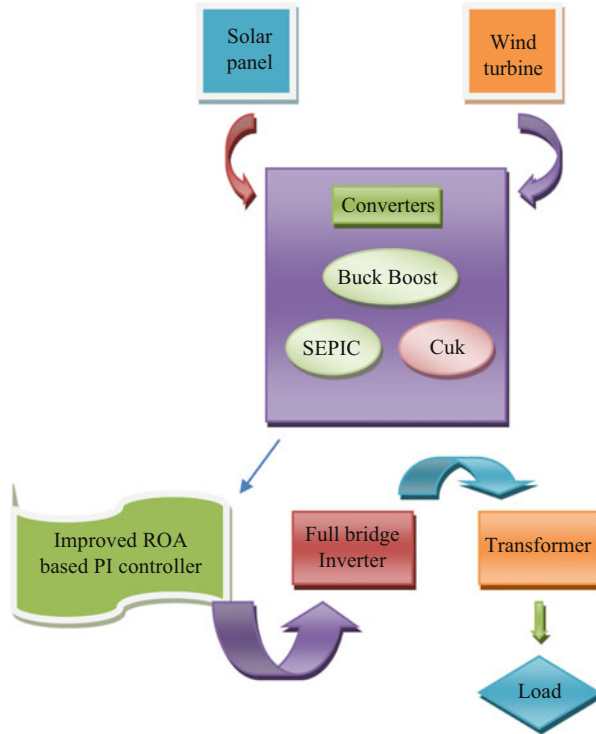 Solar
panel
Wind
turbine
Converters
Buck Boost
SEPIC
Cuk
Improved ROA
based PI controller
Full bridge
Inverter
Transformer
Load